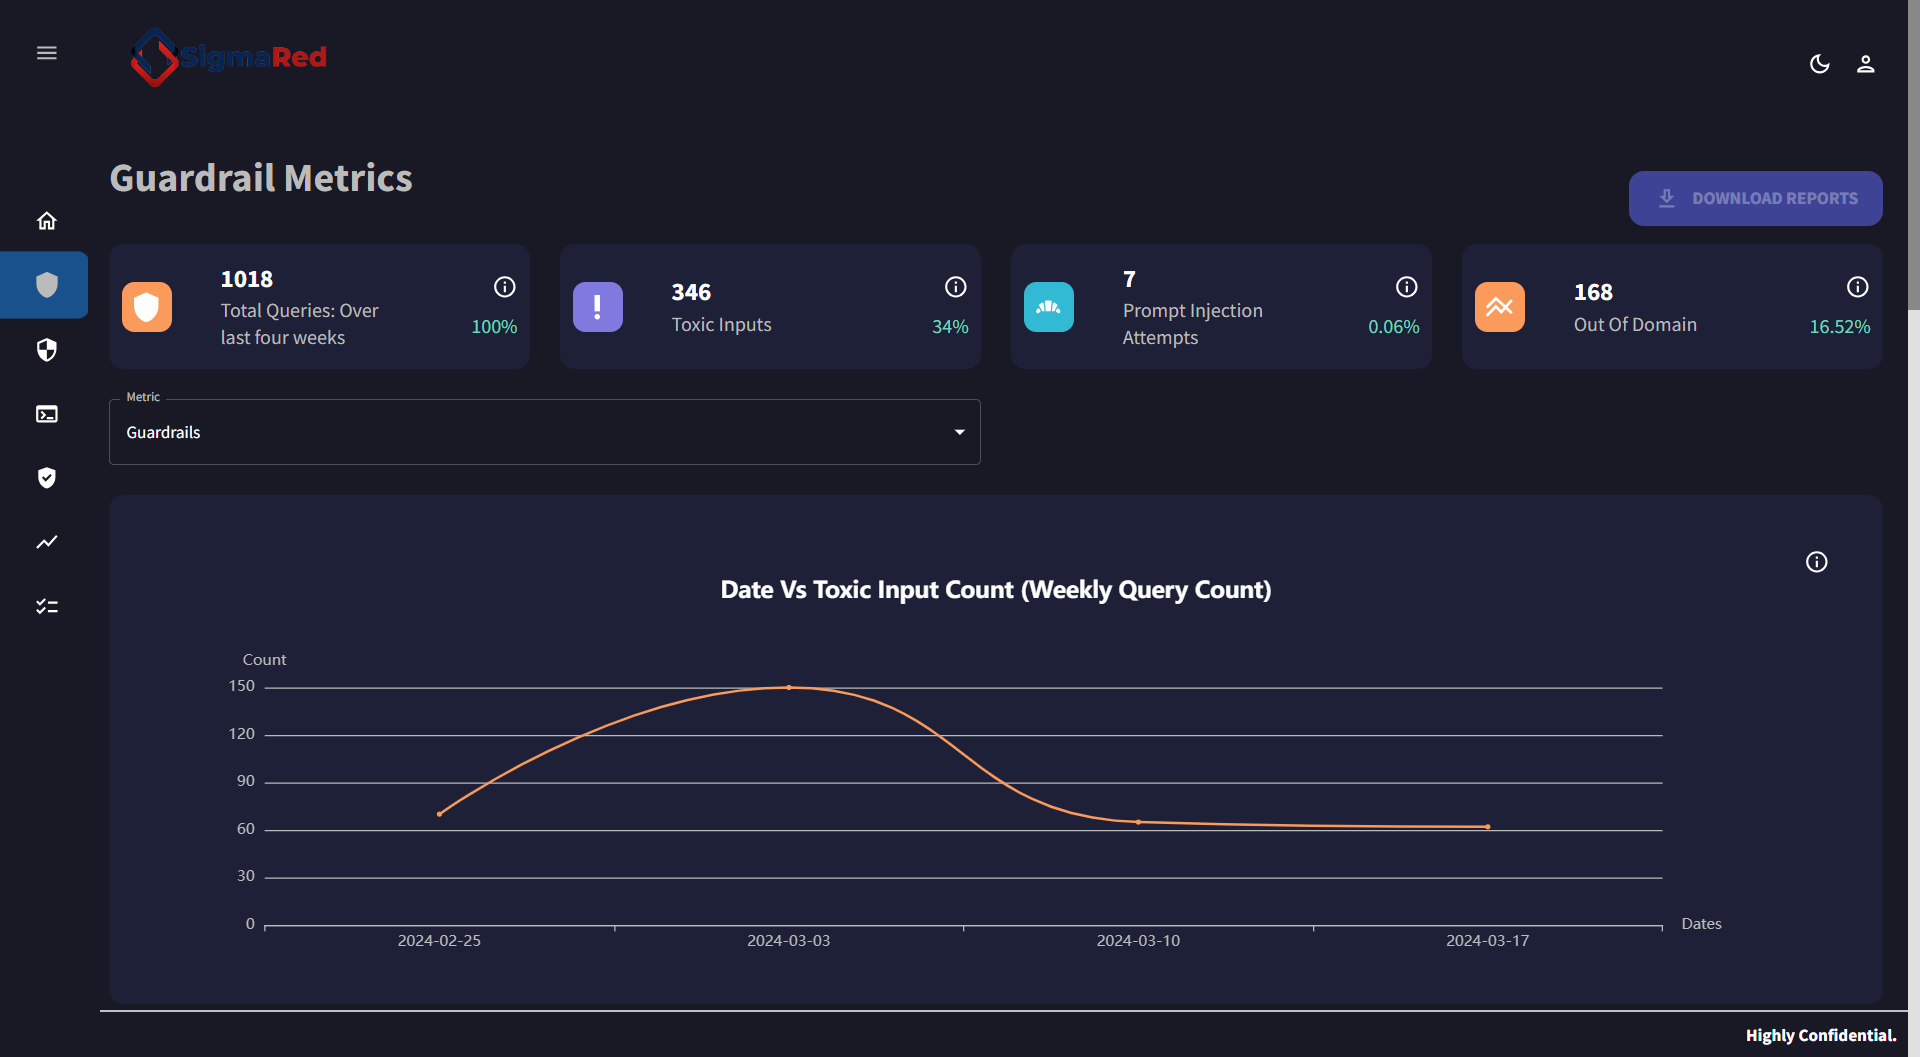 SigmaRed
Guardrail Metrics
DOWNLOAD REPORTS
1018
Total Queries: Over
last four weeks
100%
346
Toxic Inputs
34%
7
Prompt Injection
Attempts
0.06%
168
Out Of Domain
16.52%
Metric
Guardrails
Date Vs Toxic Input Count (Weekly Query Count)
Count
150
120
90
60
30
0
2024-02-25
2024-03-03
2024-03-10
2024-03-17
Dates
Highly Confidential.